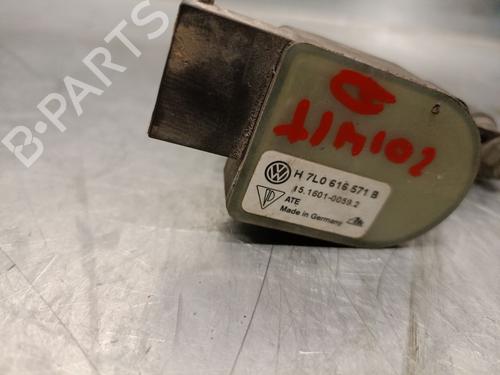 B-PARTS
H 7L0 616 571 B
15.1601-0059.2
ATE
Made in Germany